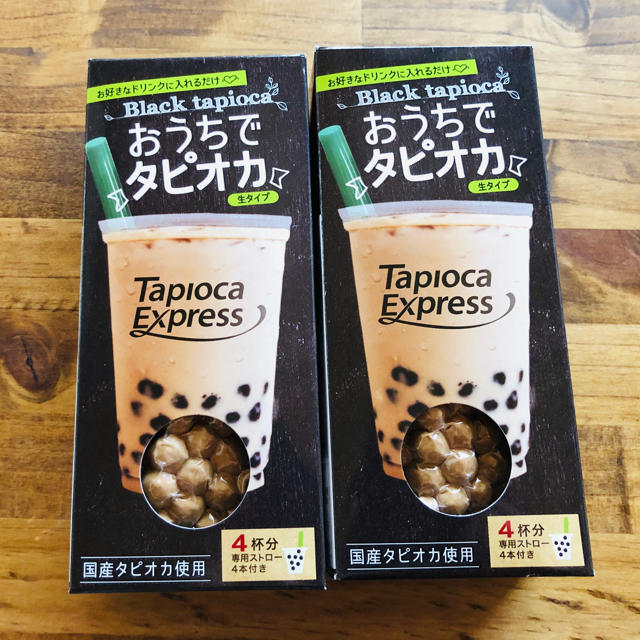 お好きなドリンクに入れるだけ
Black tapioca
おうちで
タピオカ
生タイプ
Tapioca
Express
4杯分
専用ストロー
4本付き
国産タピオカ使用
お好きなドリンクに入れるだけ
Black tapioca
おうちで
タピオカ
生タイプ
Tapioca
Express
4杯分
専用ストロー
4本付き
国産タピオカ使用